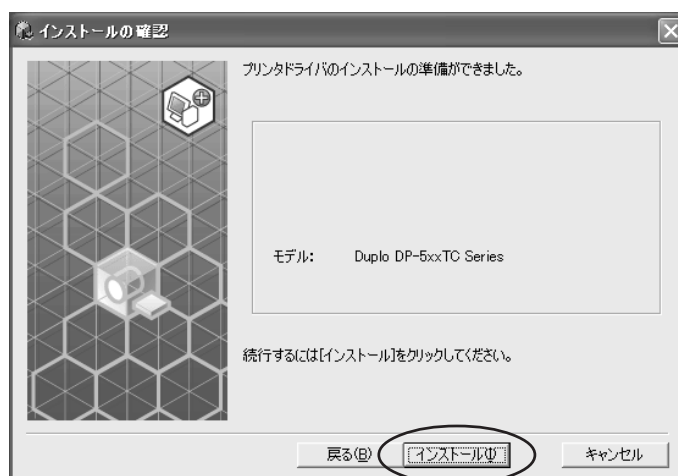 インストールの確認
プリンタドライバのインストールの準備ができました。
モデル: Duplo DP-5xxTC Series
続行するには[インストール]をクリックしてください。
戻る(B) インストール(I) キャンセル